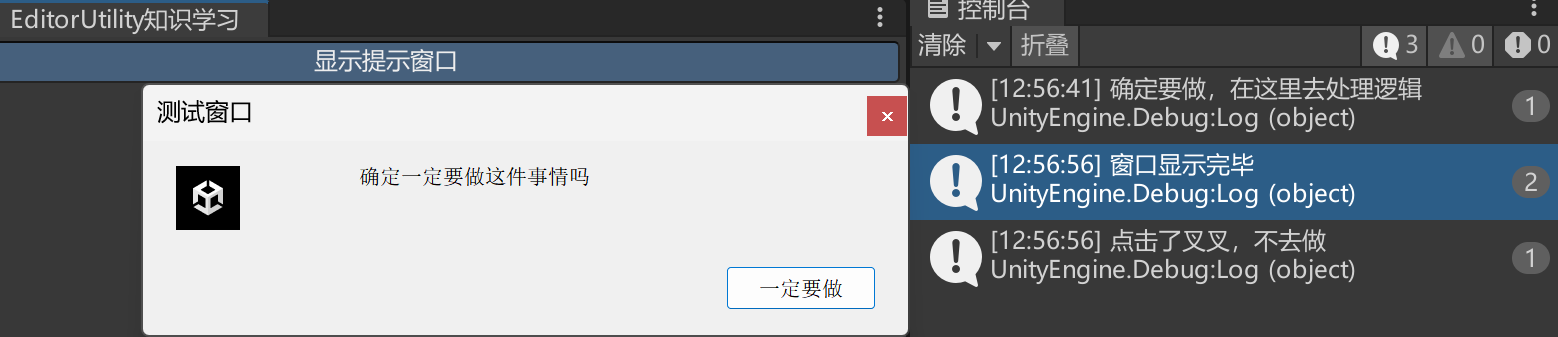 EditorUtility知识学习
显示提示窗口
测试窗口
确定一定要做这件事情吗
一定要做
控制台
清除 折叠 3 0 0
[12:56:41] 确定要做，在这里去处理逻辑
UnityEngine.Debug:Log (object)
1
[12:56:56] 窗口显示完毕
UnityEngine.Debug:Log (object)
2
[12:56:56] 点击了叉叉，不去做
UnityEngine.Debug:Log (object)
1